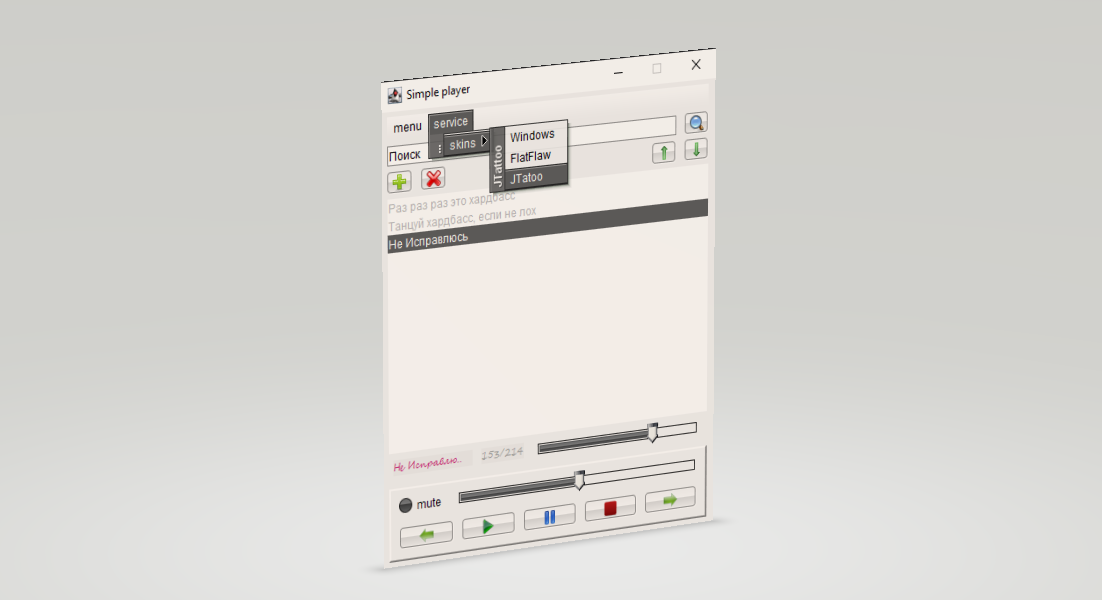 Simple player
menu service
skins
JTattoo
Windows
FlatFlaw
JTatoo
Поиск
Раз раз раз это хардбасс
Танцуй хардбасс, если не лох
Не Исправлюсь
Не Исправлю.. 153/214
mute